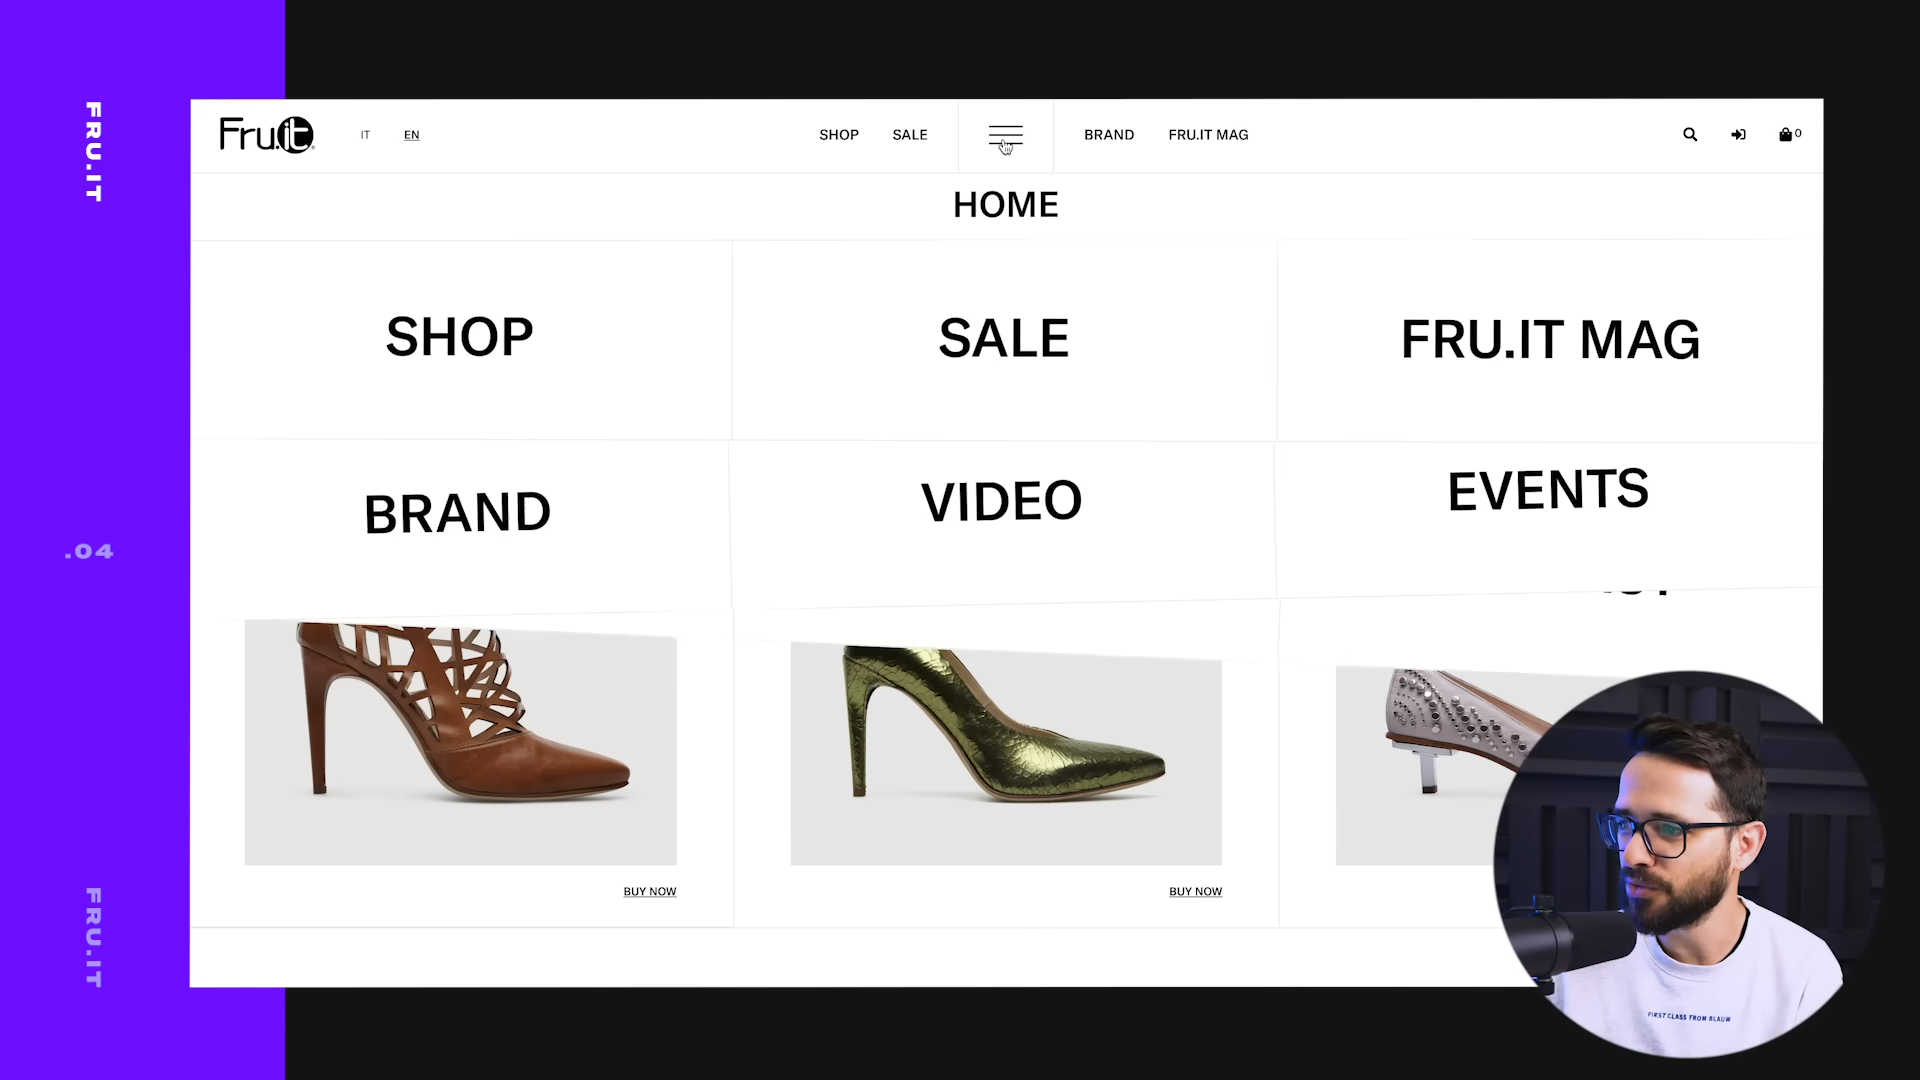 FRU.IT
.04
FRU.IT
Fru.it
IT EN
SHOP SALE BRAND FRU.IT MAG
0
HOME
SHOP SALE FRU.IT MAG
BRAND VIDEO EVENTS
BUY NOW BUY NOW
FIRST CLASS FROM BLAUW